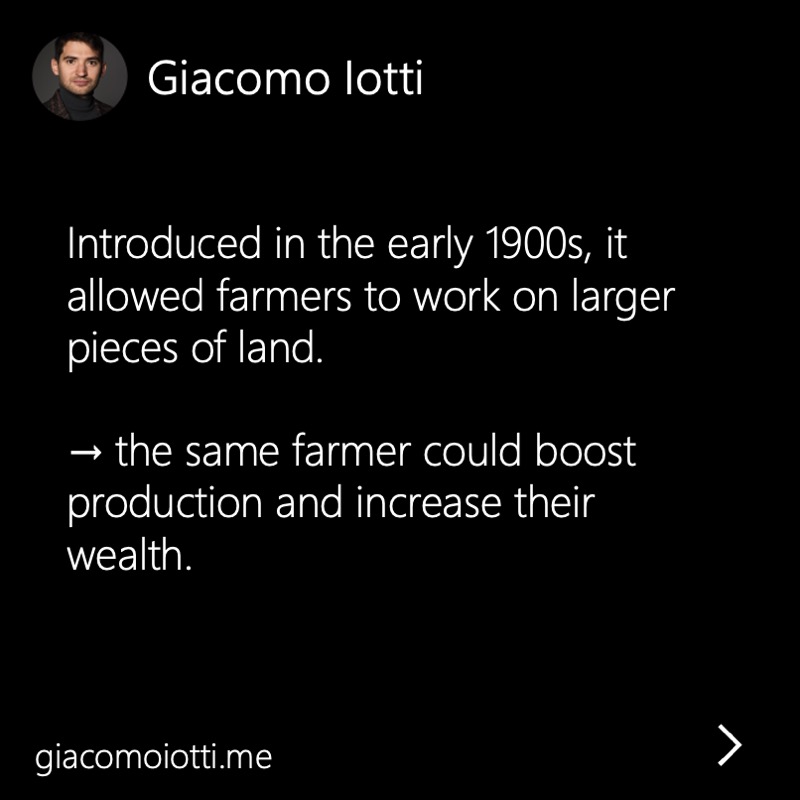 Giacomo Iotti
Introduced in the early 1900s, it
allowed farmers to work on larger
pieces of land.
→ the same farmer could boost
production and increase their
wealth.
giacomoiotti.me